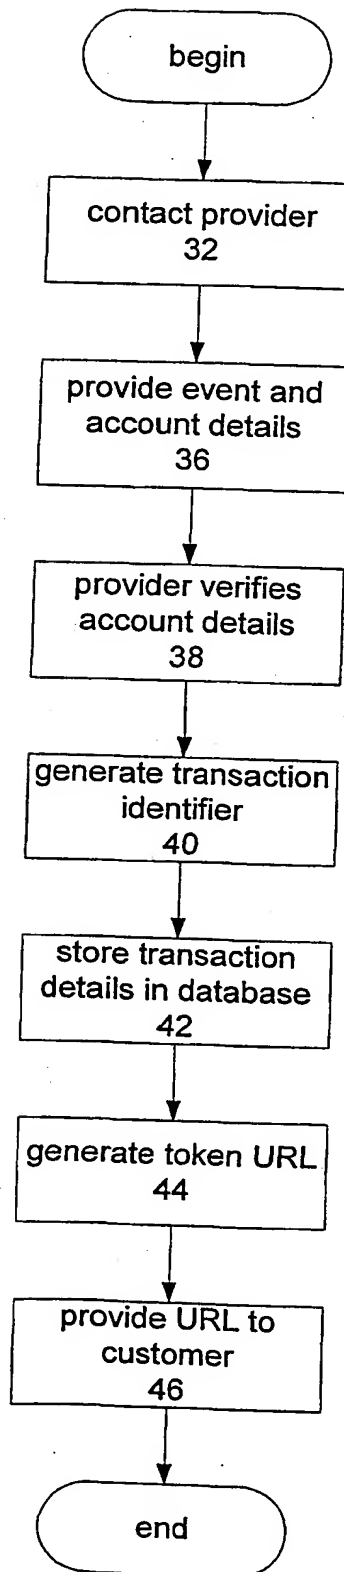 begin
contact provider
32
provide event and
account details
36
provider verifies
account details
38
generate transaction
identifier
40
store transaction
details in database
42
generate token URL
44
provide URL to
customer
46
end